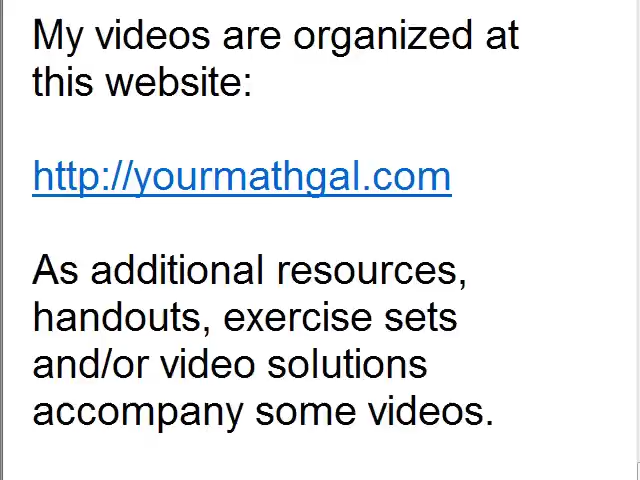 My videos are organized at
this website:
http://yourmathgal.com
As additional resources,
handouts, exercise sets
and/or video solutions
accompany some videos.